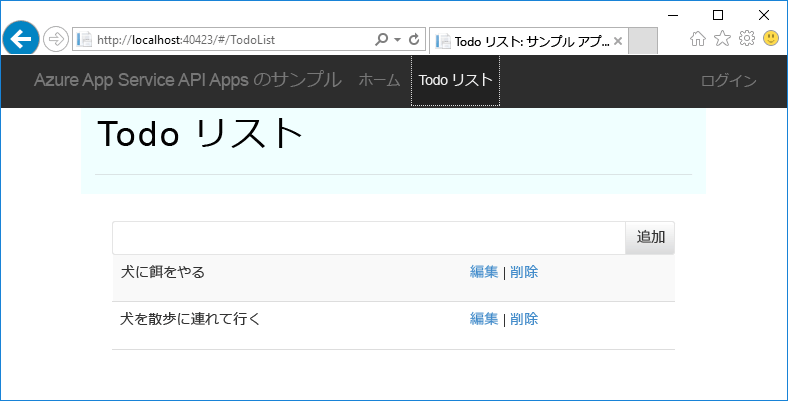 http://localhost:40423/#/TodoList
Todo リスト: サンプル アプ...
Azure App Service API Apps のサンプル ホーム Todo リスト ログイン
Todo リスト
追加
犬に餌をやる 編集 | 削除
犬を散歩に連れて行く 編集 | 削除